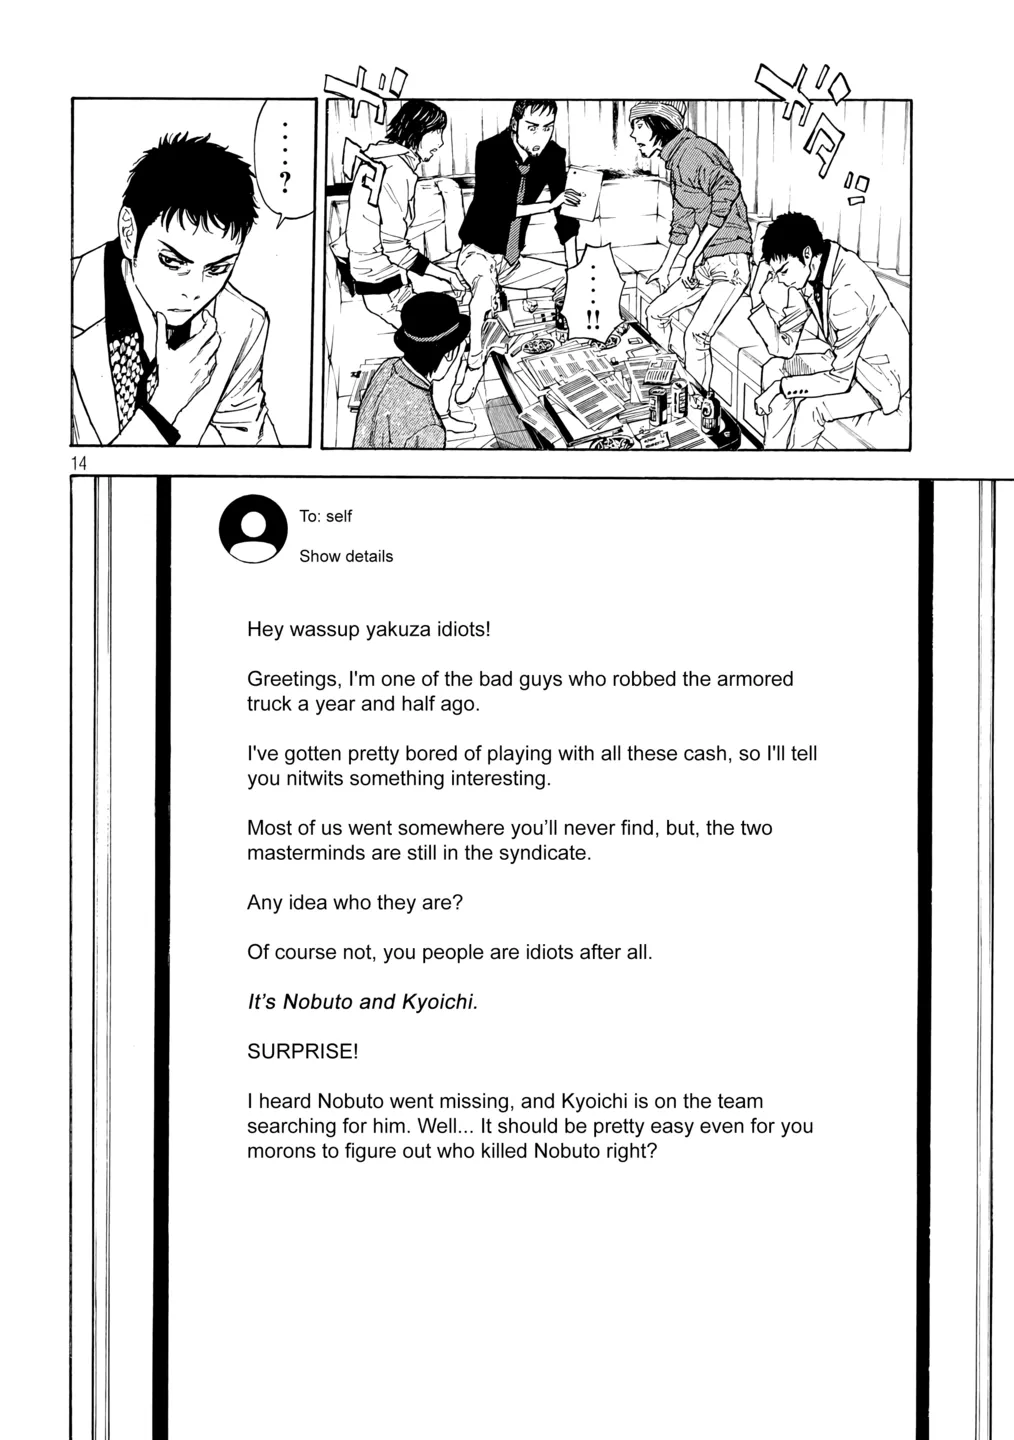 ザワ
ザワッ
‥‥‥?
‥‥‥!!
14
To: self
Show details
Hey wassup yakuza idiots!
Greetings, I'm one of the bad guys who robbed the armored
truck a year and half ago.
I've gotten pretty bored of playing with all these cash, so I'll tell
you nitwits something interesting.
Most of us went somewhere you’ll never find, but, the two
masterminds are still in the syndicate.
Any idea who they are?
Of course not, you people are idiots after all.
It’s Nobuto and Kyoichi.
SURPRISE!
I heard Nobuto went missing, and Kyoichi is on the team
searching for him. Well... It should be pretty easy even for you
morons to figure out who killed Nobuto right?